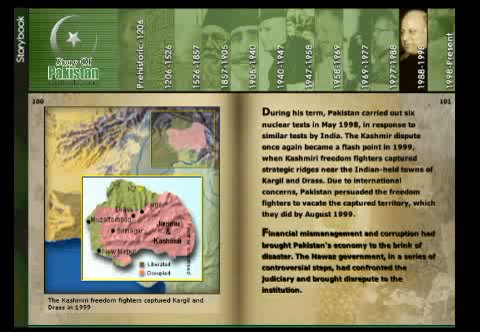 Storybook
Story Of
Pakistan
Prehistoric-1206
1206-1526
1526-1857
1857-1905
1905-1940
1940-1947
1947-1958
1958-1969
1969-1977
1977-1988
1988-1998
1998-Present
100
101
Kargil
Drass
Muzaffarabad
Srinagar
Jammu
&
Kashmir
New Mirpur
Liberated
Occupied
The Kashmiri freedom fighters captured Kargil and
Drass in 1999
During his term, Pakistan carried out six
nuclear tests in May 1998, in response to
similar tests by India. The Kashmir dispute
once again became a flash point in 1999,
when Kashmiri freedom fighters captured
strategic ridges near the Indian-held towns of
Kargil and Drass. Due to international
concerns, Pakistan persuaded the freedom
fighters to vacate the captured territory, which
they did by August 1999.
Financial mismanagement and corruption had
brought Pakistan's economy to the brink of
disaster. The Nawaz government, in a series of
controversial steps, had confronted the
judiciary and brought disrepute to the
institution.